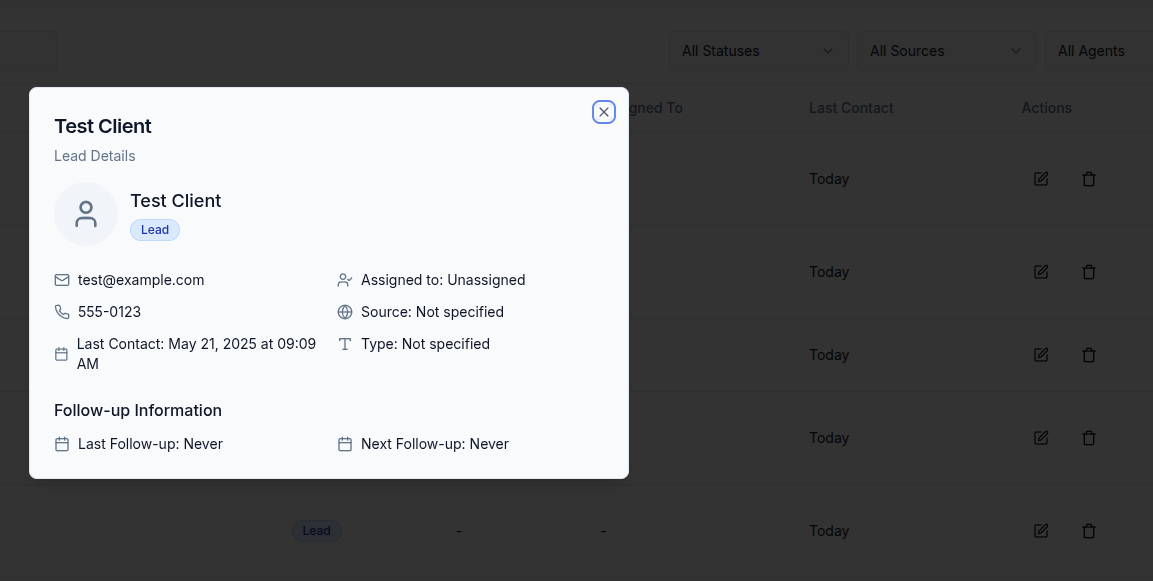 All Statuses
All Sources
All Agents
gned To
Last Contact
Actions
Test Client
Lead Details
Test Client
Lead
test@example.com
Assigned to: Unassigned
555-0123
Source: Not specified
Last Contact: May 21, 2025 at 09:09
AM
Type: Not specified
Follow-up Information
Last Follow-up: Never
Next Follow-up: Never
Today
Today
Today
Today
Lead
-
-
Today